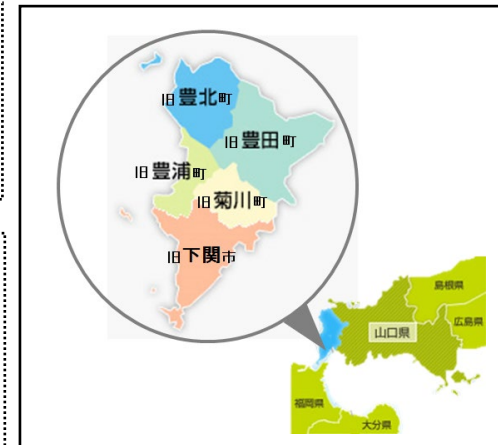 旧豊北町
旧豊田町
旧豊浦町
旧菊川町
旧下関市
島根県
広島県
山口県
福岡県
大分県